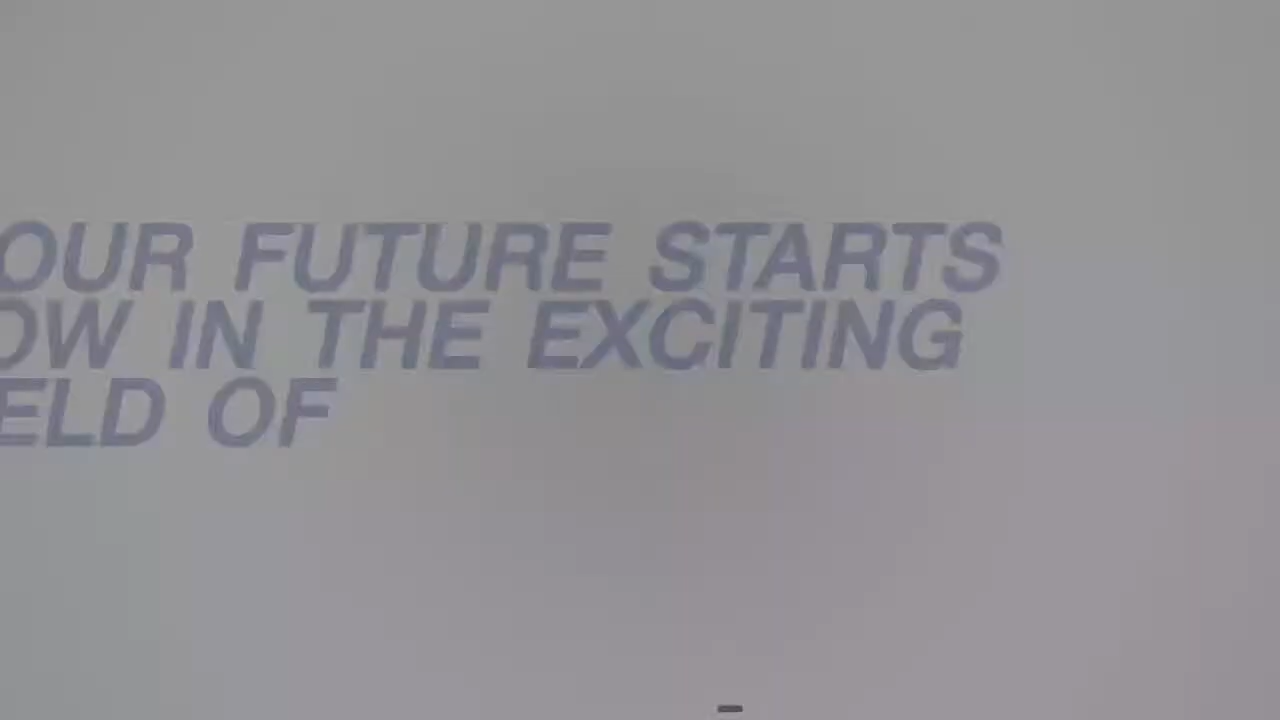 OUR FUTURE STARTS
OW IN THE EXCITING
ELD OF